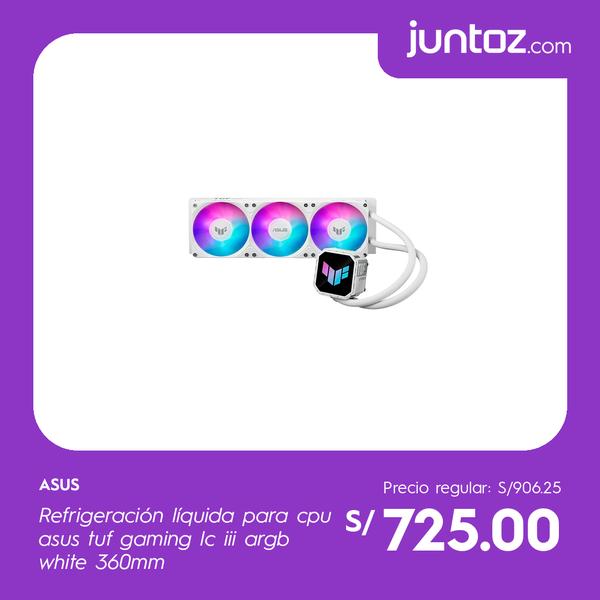 juntoz.com
ASUS
ASUS
Precio regular: S/906.25
Refrigeración líquida para cpu
asus tuf gaming lc iii argb
white 360mm
S/ 725.00